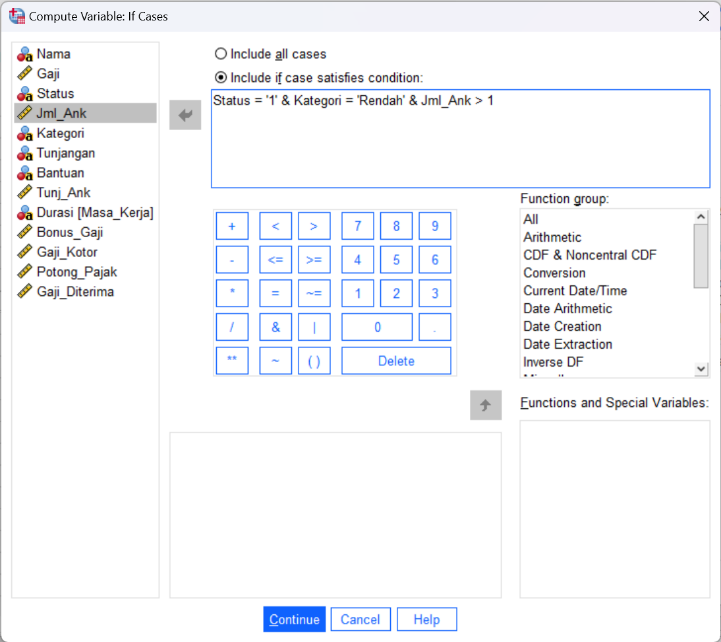 Compute Variable: If Cases
Nama
Gaji
Status
Jml_Ank
Kategori
Tunjangan
Bantuan
Tunj_Ank
Durasi [Masa_Kerja]
Bonus_Gaji
Gaji_Kotor
Potong_Pajak
Gaji_Diterima
Include all cases
Include if case satisfies condition:
Status = '1' & Kategori = 'Rendah' & Jml_Ank > 1
+ < > 7 8 9
- <= >= 4 5 6
* = ~= 1 2 3
/ & | 0 .
** ~ ( ) Delete
Function group:
All
Arithmetic
CDF & Noncentral CDF
Conversion
Current Date/Time
Date Arithmetic
Date Creation
Date Extraction
Inverse DF
Functions and Special Variables:
Continue Cancel Help